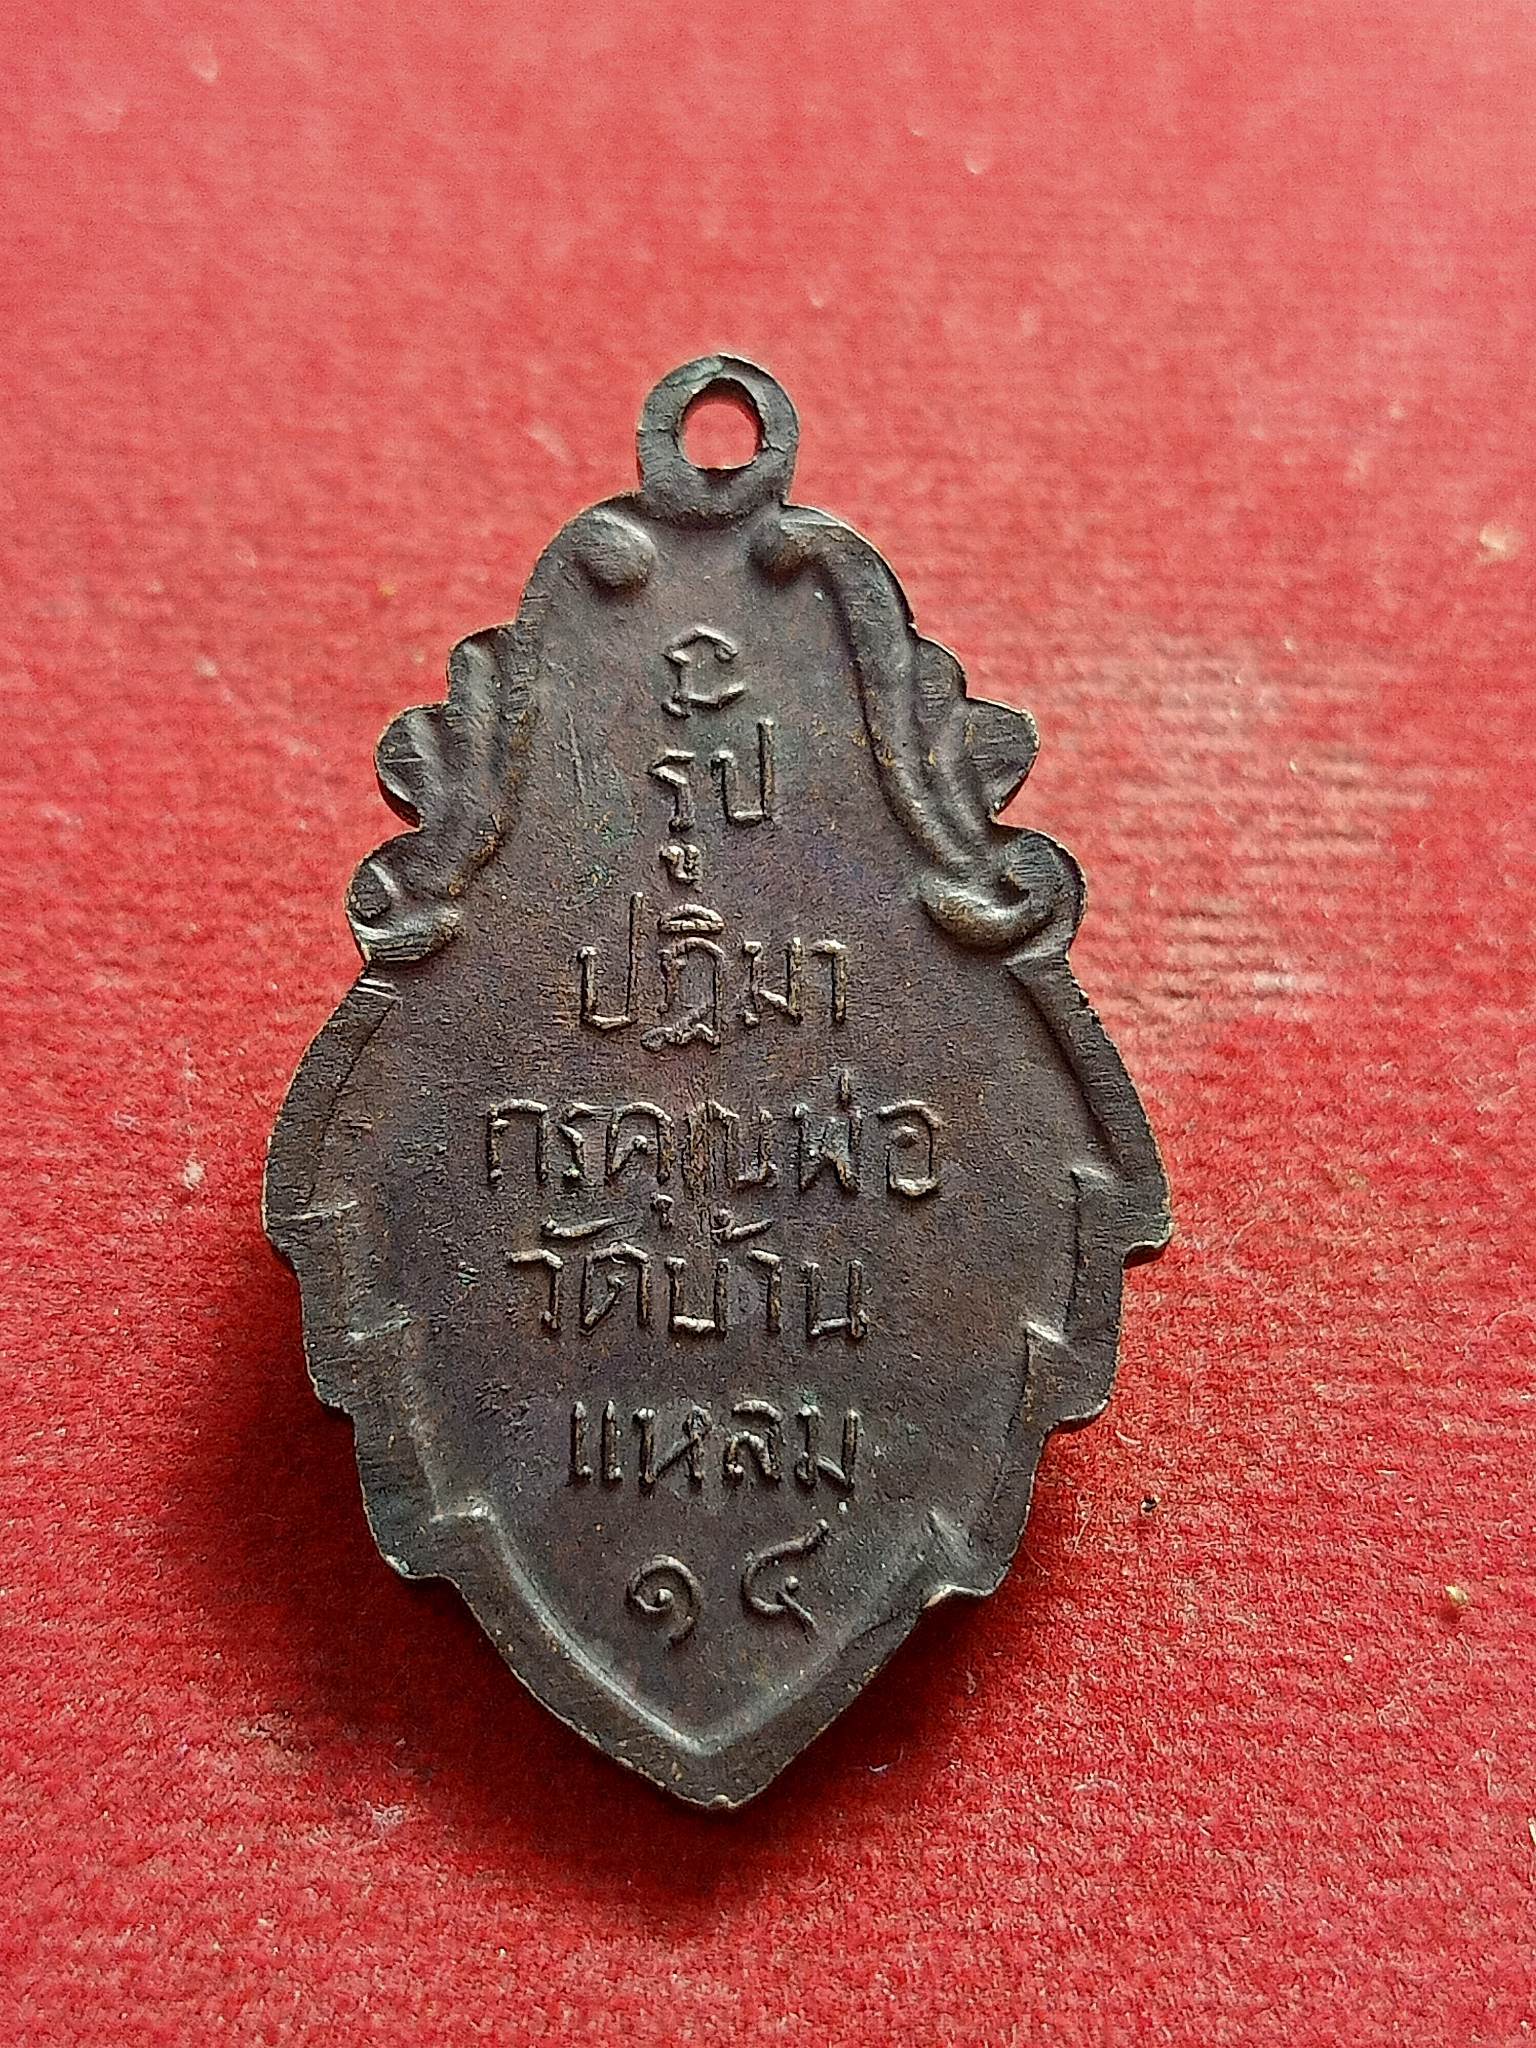 รูป
ปฏิมา
กรคุณพ่อ
วัดบ้าน
แหลม
๑๔